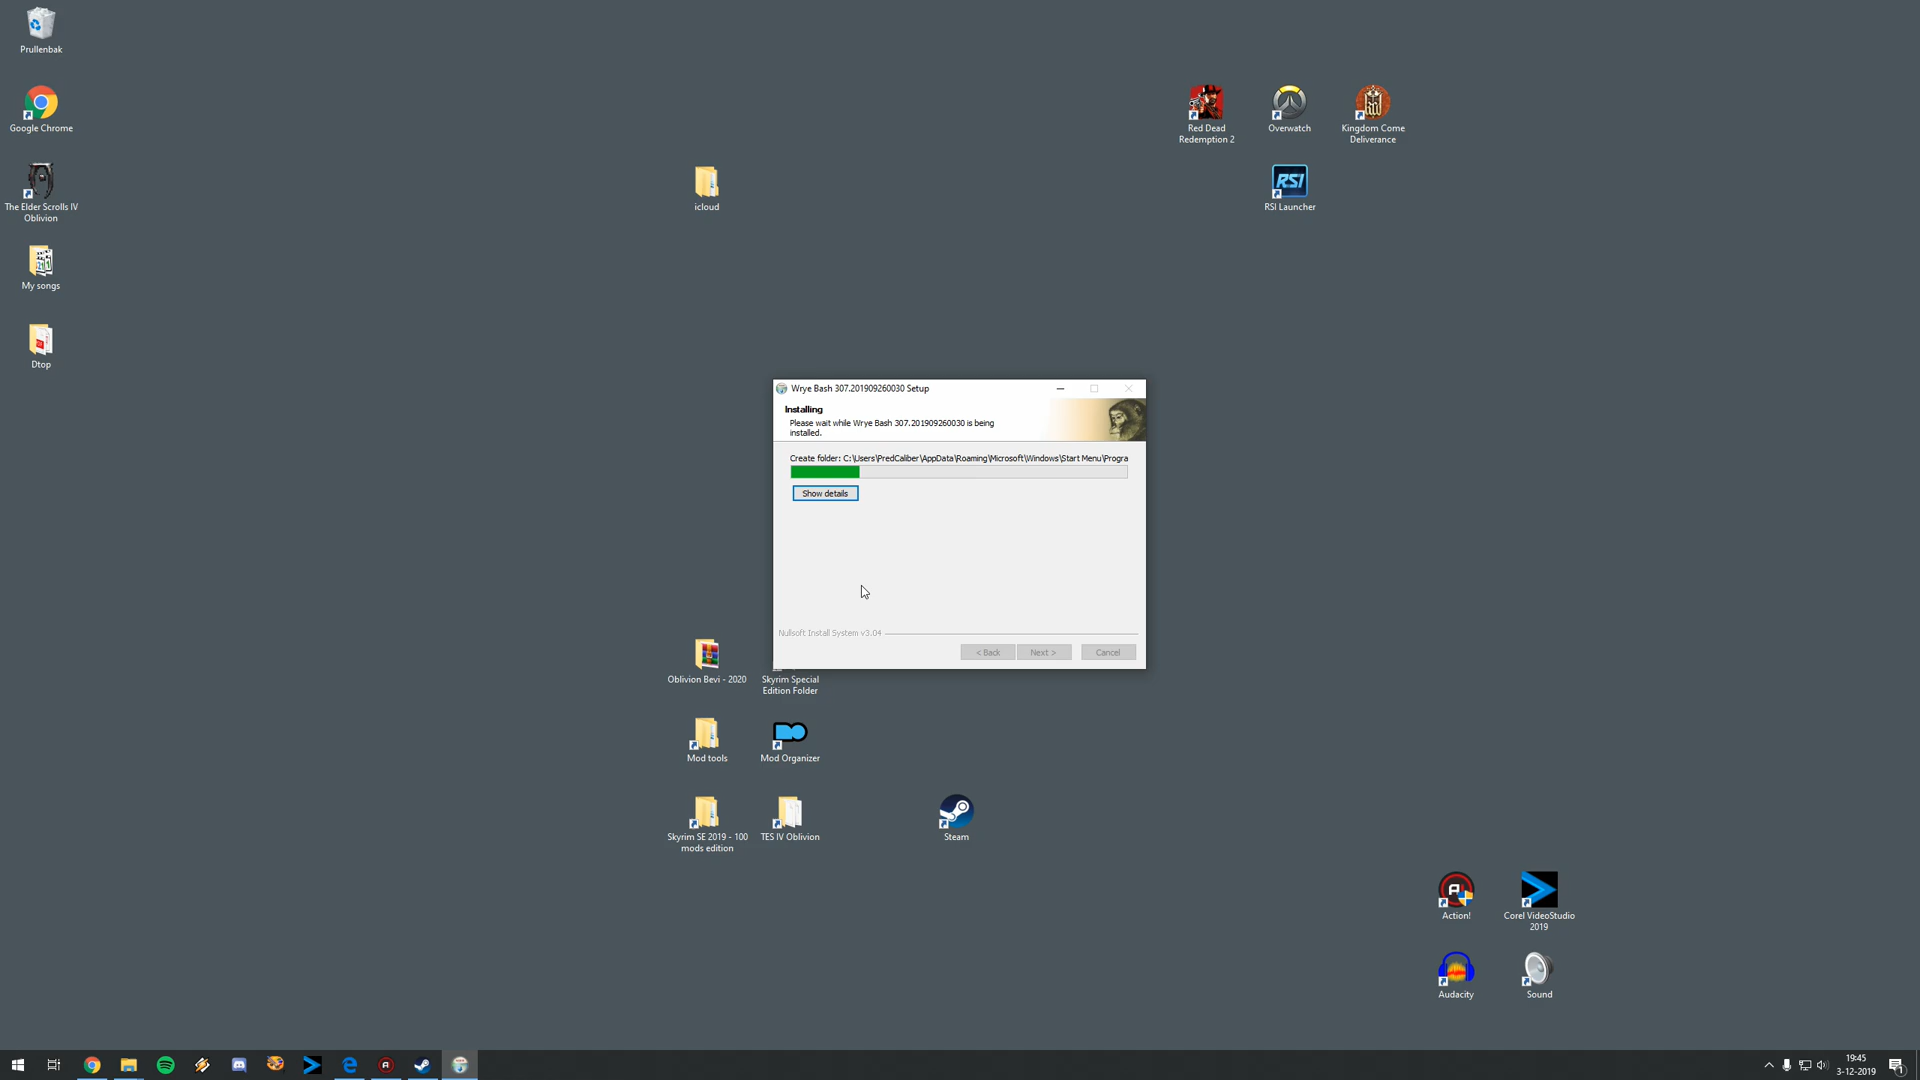 Prullenbak
Google Chrome
The Elder Scrolls IV
Oblivion
My songs
Dtop
icloud
Red Dead
Redemption 2
Overwatch
Kingdom Come
Deliverance
RSI
RSI Launcher
Wrye Bash 307.201909260030 Setup
Installing
Please wait while Wrye Bash 307.201909260030 is being
installed.
Create folder: C:\Users\PredCaliber\AppData\Roaming\Microsoft\Windows\Start Menu\Progra
Show details
Nullsoft Install System v3.04
< Back
Next >
Cancel
Oblivion Bevi - 2020
Skyrim Special
Edition Folder
Mod tools
Mod Organizer
Skyrim SE 2019 - 100
mods edition
TES IV Oblivion
Steam
Action!
Corel VideoStudio
2019
Audacity
Sound
19:45
3-12-2019